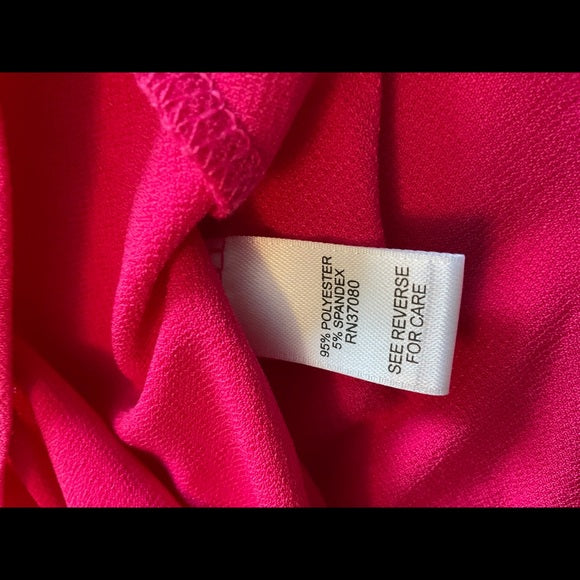 95% POLYESTER
5% SPANDEX
RN37080
SEE REVERSE
FOR CARE